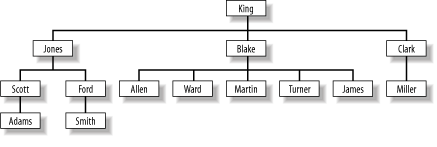 King
Jones Blake Clark
Scott Ford Allen Ward Martin Turner James Miller
Adams Smith